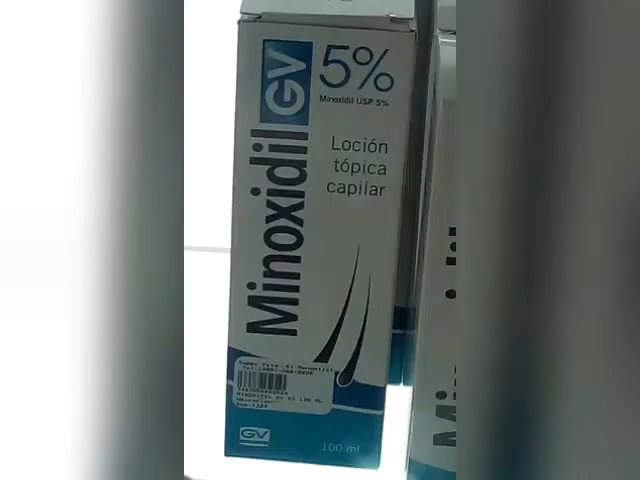 5%
Minoxidil USP 5%
Minoxidil GV
Loción
tópica
capilar
GV
100 ml